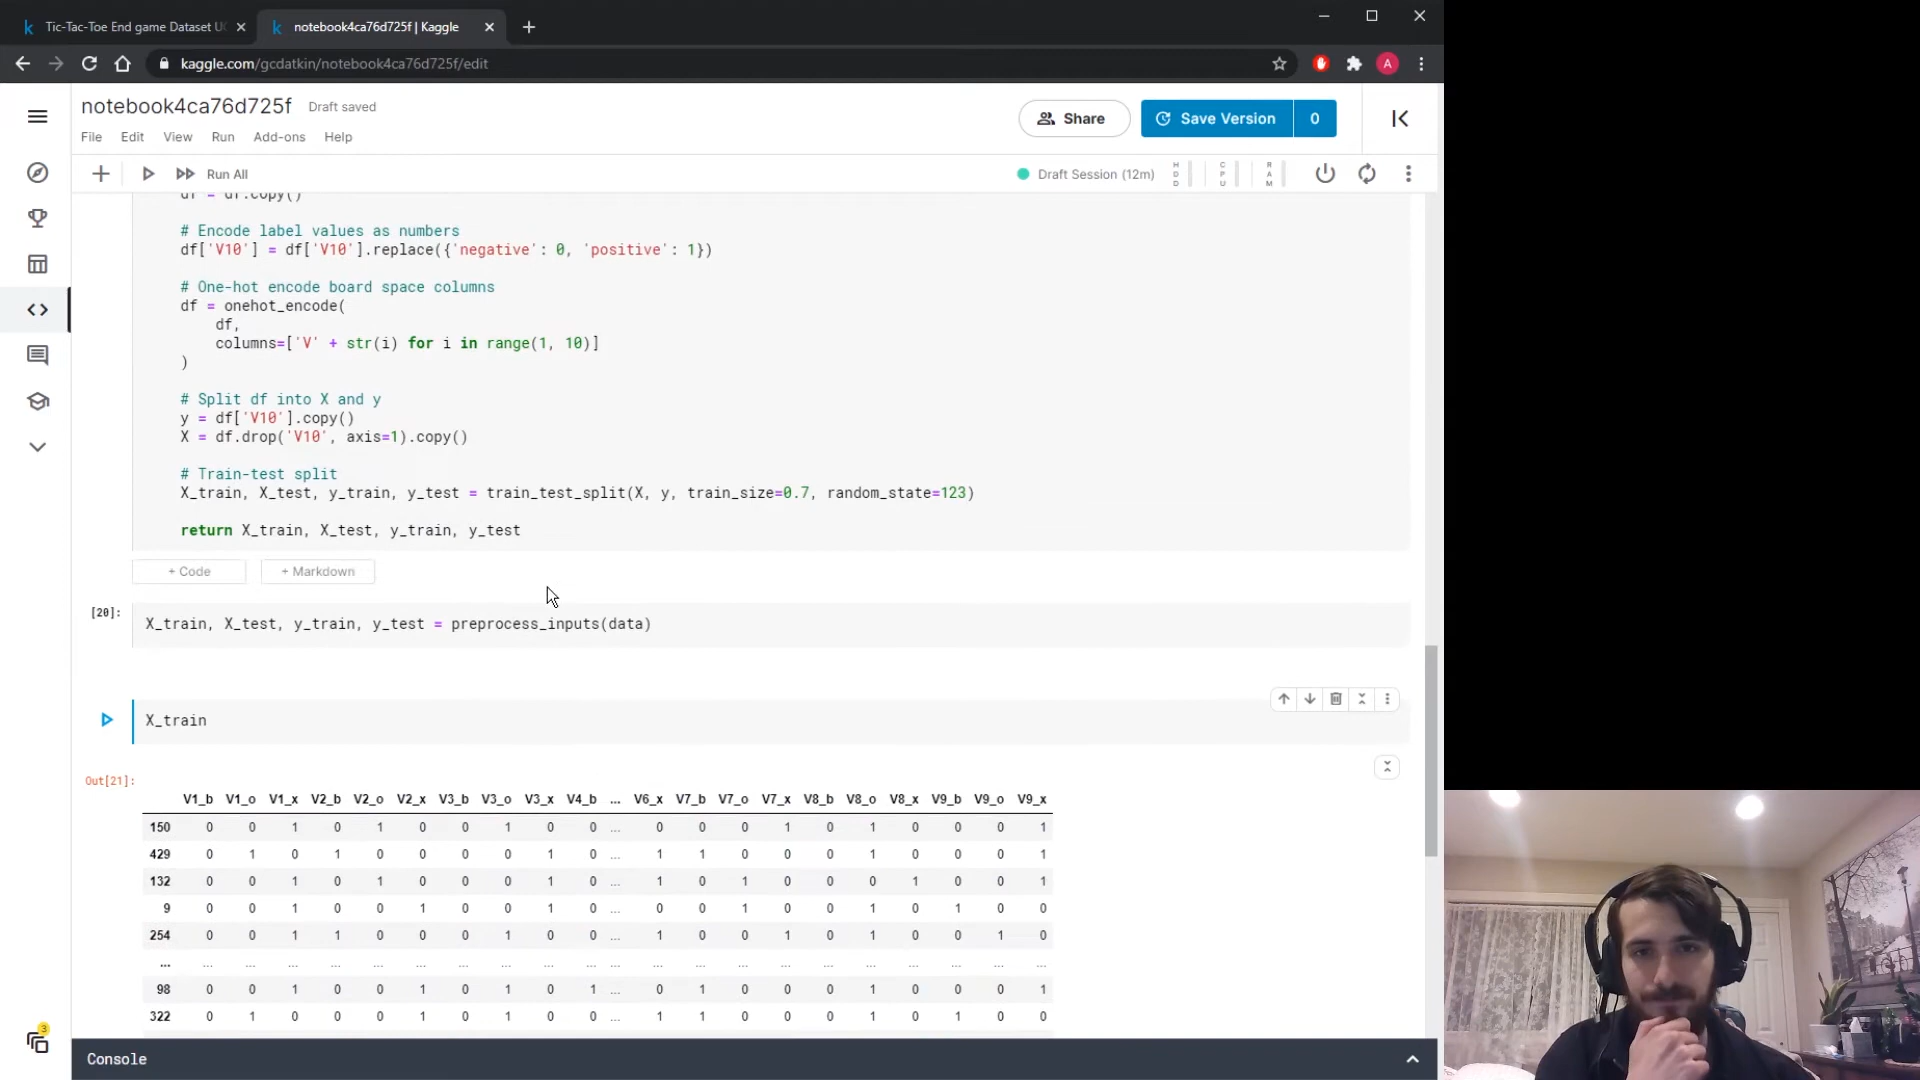 Tic-Tac-Toe End game Dataset U
notebook4ca76d725f | Kaggle
kaggle.com/gcdatkin/notebook4ca76d725f/edit
A
notebook4ca76d725f
Draft saved
Share
Save Version
0
File
Edit
View
Run
Add-ons
Help
Run All
Draft Session (12m)
HDD
CPU
RAM
df = df.copy()
# Encode label values as numbers
df['V10'] = df['V10'].replace({'negative': 0, 'positive': 1})
# One-hot encode board space columns
df = onehot_encode(
df,
columns=['V' + str(i) for i in range(1, 10)]
)
# Split df into X and y
y = df['V10'].copy()
X = df.drop('V10', axis=1).copy()
# Train-test split
X_train, X_test, y_train, y_test = train_test_split(X, y, train_size=0.7, random_state=123)
return X_train, X_test, y_train, y_test
+ Code
+ Markdown
[20]:
X_train, X_test, y_train, y_test = preprocess_inputs(data)
X_train
Out[21]:
V1_b V1_o V1_x V2_b V2_o V2_x V3_b V3_o V3_x V4_b ... V6_x V7_b V7_o V7_x V8_b V8_o V8_x V9_b V9_o V9_x
150 0 0 1 0 1 0 0 1 0 0 ... 0 0 0 1 0 1 0 0 0 1
429 0 1 0 1 0 0 0 0 1 0 ... 1 1 0 0 0 1 0 0 0 1
132 0 0 1 0 1 0 0 0 1 0 ... 1 0 1 0 0 0 1 0 0 1
9 0 0 1 0 0 1 0 0 1 0 ... 0 0 1 0 0 1 0 1 0 0
254 0 0 1 1 0 0 0 1 0 0 ... 1 0 0 1 0 1 0 0 1 0
... ... ... ... ... ... ... ... ... ... ... ... ... ... ... ... ... ... ... ... ... ...
98 0 0 1 0 0 1 0 1 0 1 ... 0 1 0 0 0 1 0 0 0 1
322 0 1 0 0 0 1 0 1 0 0 ... 1 1 0 0 0 1 0 1 0 0
3
Console